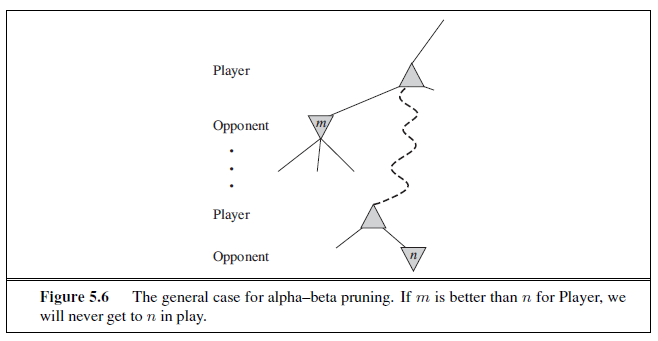 Player
Opponent
m
Player
Opponent
n
Figure 5.6 The general case for alpha–beta pruning. If m is better than n for Player, we
will never get to n in play.